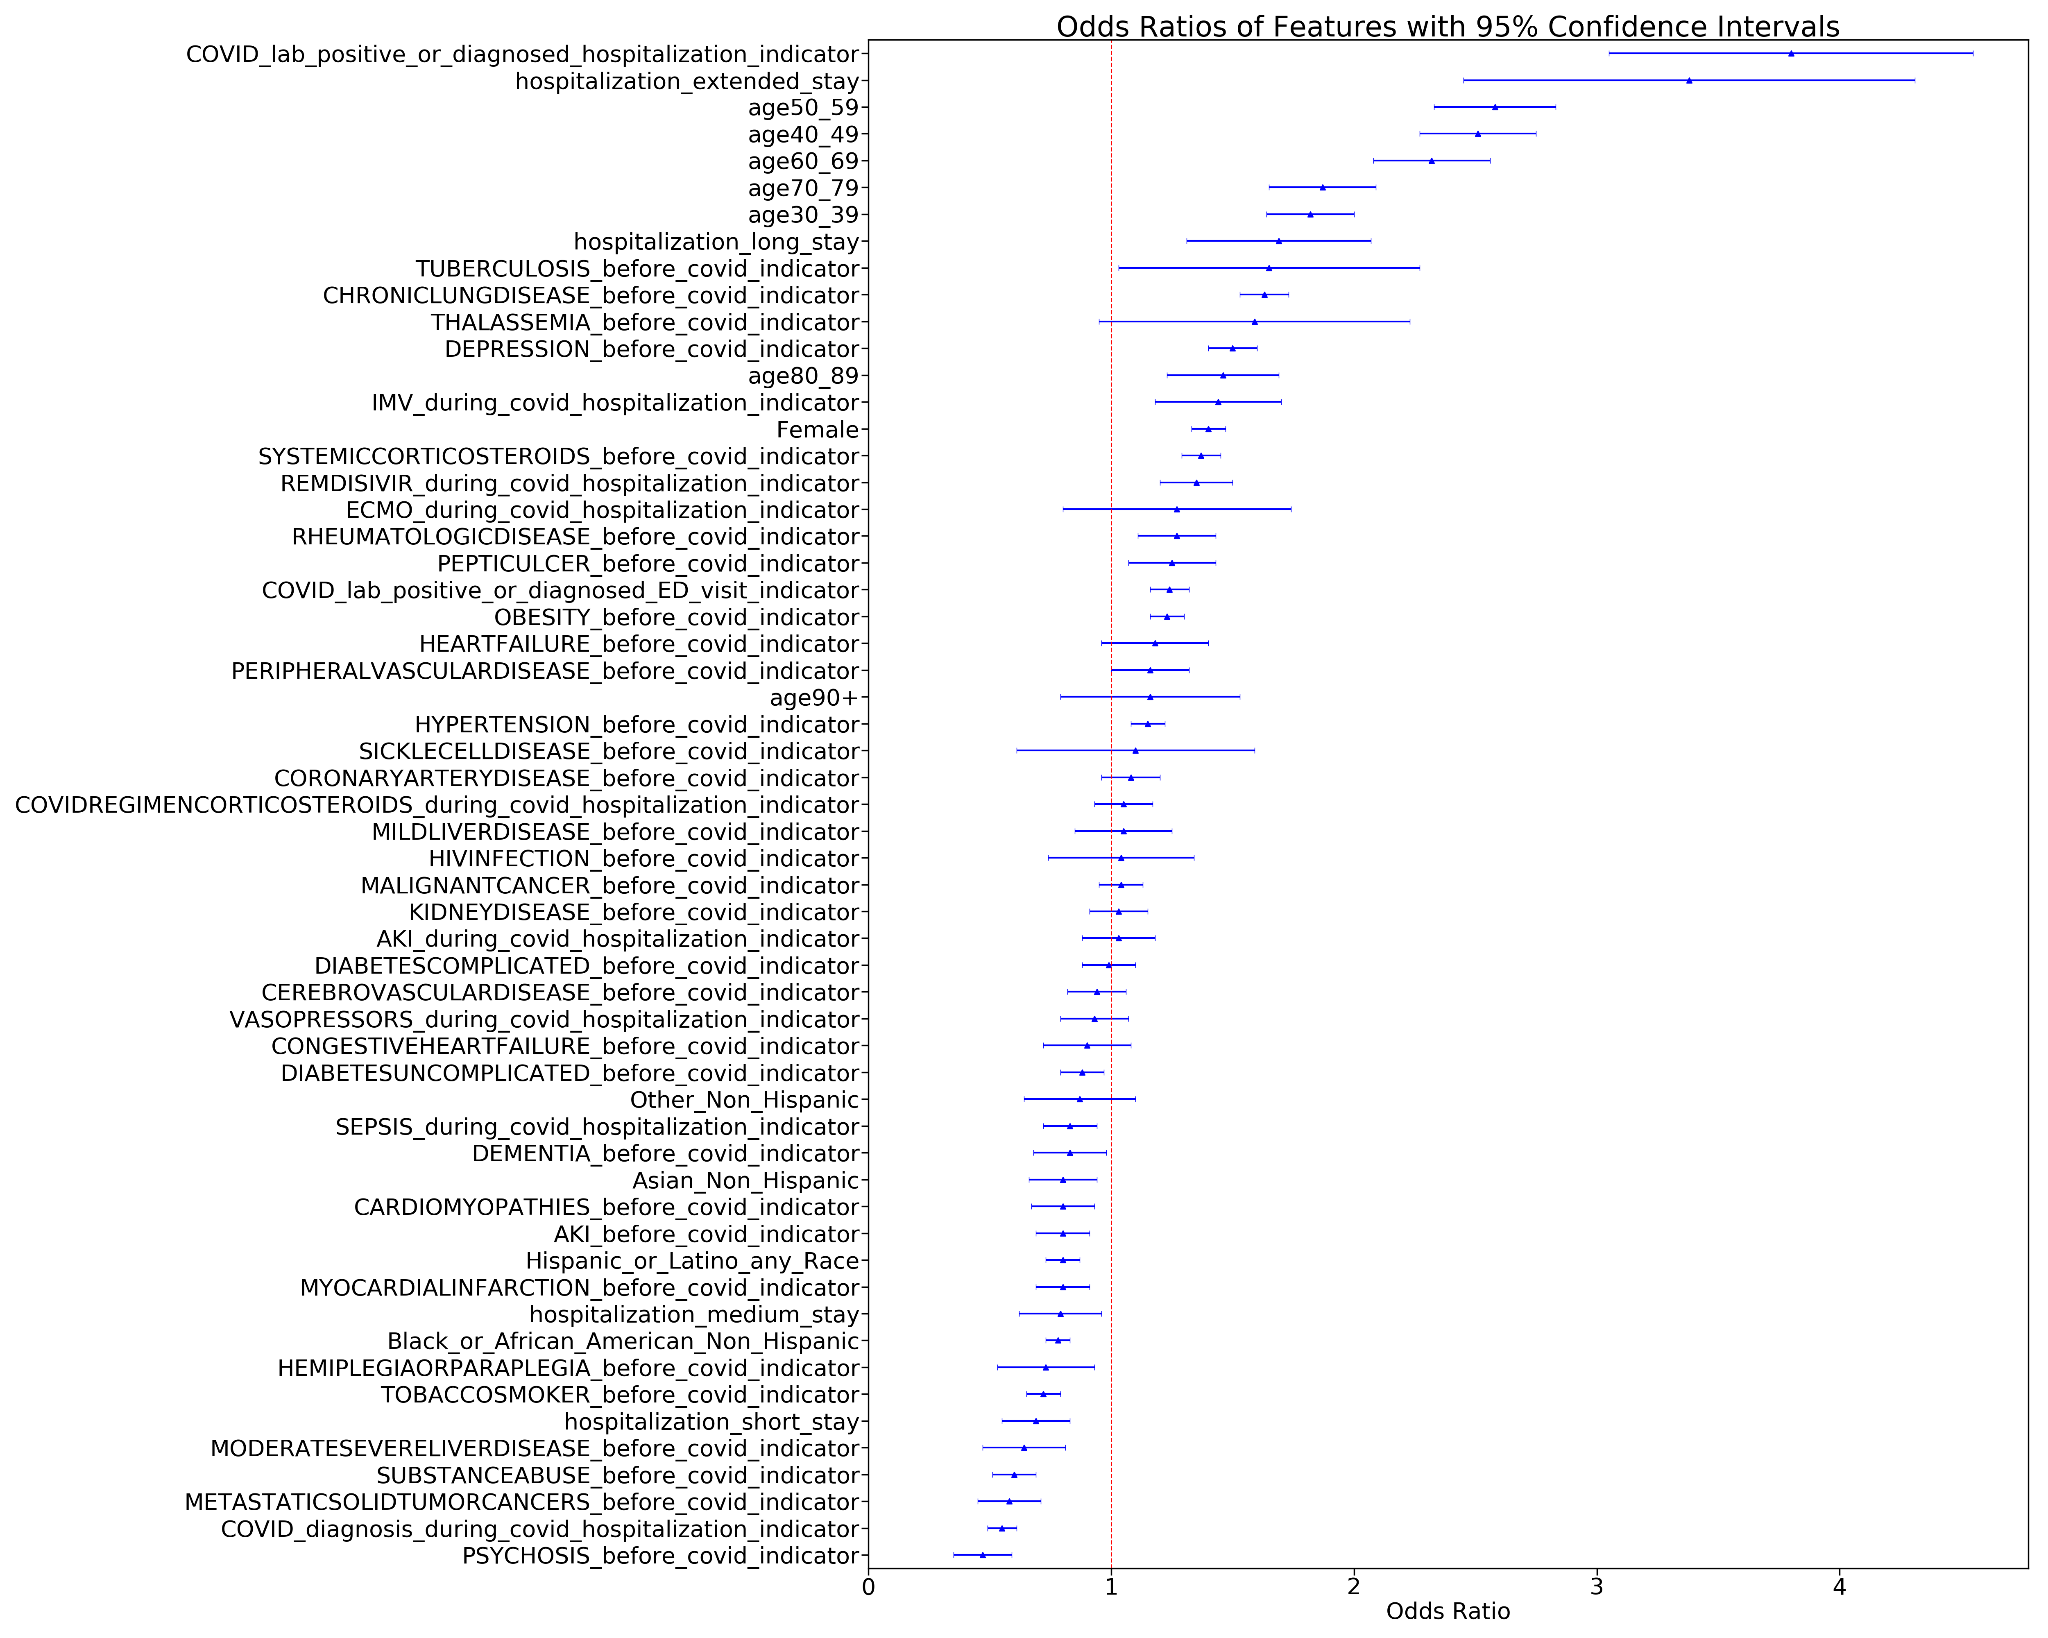 Odds Ratios of Features with 95% Confidence Intervals
COVID_lab_positive_or_diagnosed_hospitalization_indicator
hospitalization_extended_stay
age50_59
age40_49
age60_69
age70_79
age30_39
hospitalization_long_stay
TUBERCULOSIS_before_covid_indicator
CHRONICLUNGDISEASE_before_covid_indicator
THALASSEMIA_before_covid_indicator
DEPRESSION_before_covid_indicator
age80_89
IMV_during_covid_hospitalization_indicator
Female
SYSTEMICCORTICOSTEROIDS_before_covid_indicator
REMDISIVIR_during_covid_hospitalization_indicator
ECMO_during_covid_hospitalization_indicator
RHEUMATOLOGICDISEASE_before_covid_indicator
PEPTICULCER_before_covid_indicator
COVID_lab_positive_or_diagnosed_ED_visit_indicator
OBESITY_before_covid_indicator
HEARTFAILURE_before_covid_indicator
PERIPHERALVASCULARDISEASE_before_covid_indicator
age90+
HYPERTENSION_before_covid_indicator
SICKLECELLDISEASE_before_covid_indicator
CORONARYARTERYDISEASE_before_covid_indicator
COVIDREGIMENCORTICOSTEROIDS_during_covid_hospitalization_indicator
MILDLIVERDISEASE_before_covid_indicator
HIVINFECTION_before_covid_indicator
MALIGNANTCANCER_before_covid_indicator
KIDNEYDISEASE_before_covid_indicator
AKI_during_covid_hospitalization_indicator
DIABETESCOMPLICATED_before_covid_indicator
CEREBROVASCULARDISEASE_before_covid_indicator
VASOPRESSORS_during_covid_hospitalization_indicator
CONGESTIVEHEARTFAILURE_before_covid_indicator
DIABETESUNCOMPLICATED_before_covid_indicator
Other_Non_Hispanic
SEPSIS_during_covid_hospitalization_indicator
DEMENTIA_before_covid_indicator
Asian_Non_Hispanic
CARDIOMYOPATHIES_before_covid_indicator
AKI_before_covid_indicator
Hispanic_or_Latino_any_Race
MYOCARDIALINFARCTION_before_covid_indicator
hospitalization_medium_stay
Black_or_African_American_Non_Hispanic
HEMIPLEGIAORPARAPLEGIA_before_covid_indicator
TOBACCOSMOKER_before_covid_indicator
hospitalization_short_stay
MODERATESEVERELIVERDISEASE_before_covid_indicator
SUBSTANCEABUSE_before_covid_indicator
METASTATICSOLIDTUMORCANCERS_before_covid_indicator
COVID_diagnosis_during_covid_hospitalization_indicator
PSYCHOSIS_before_covid_indicator
0 1 2 3 4
Odds Ratio